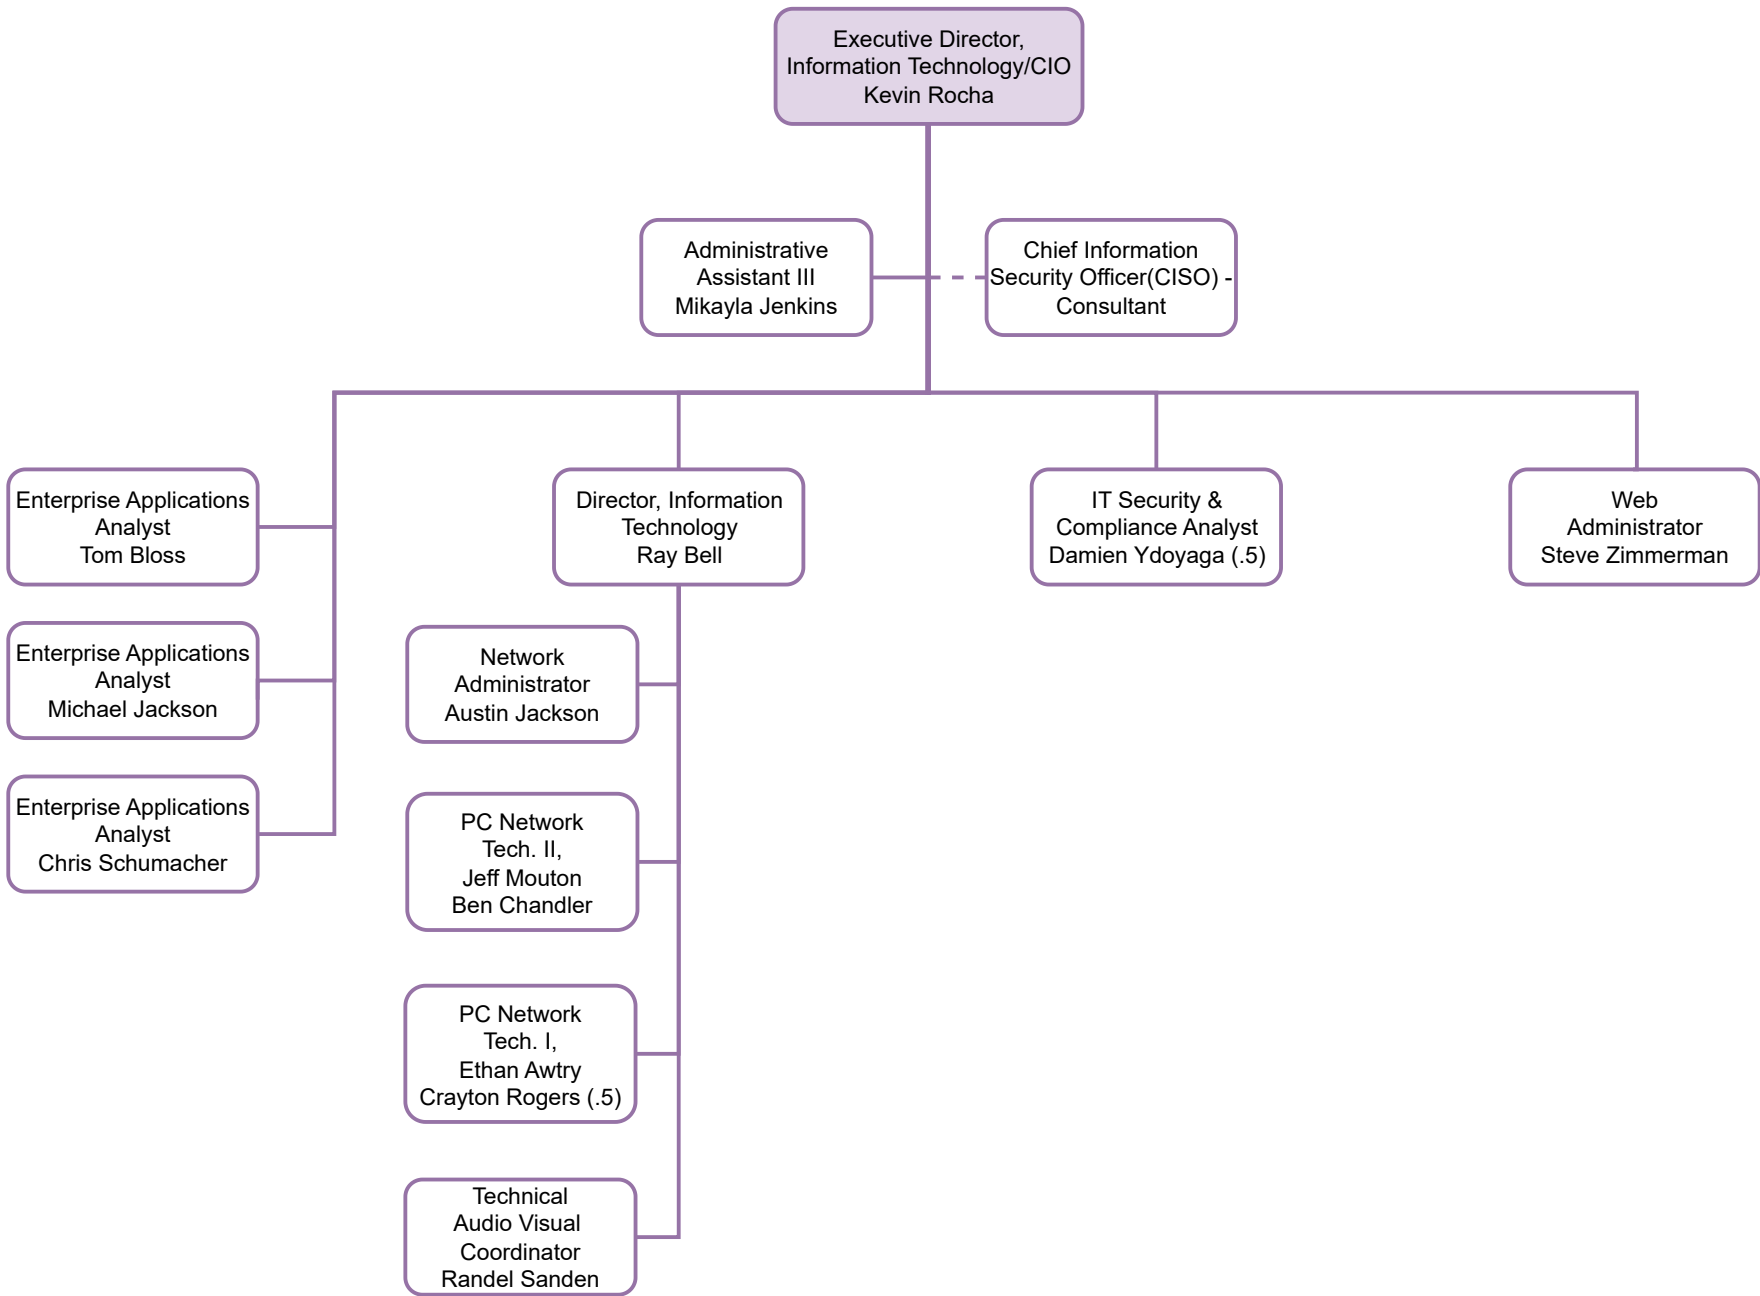 Executive Director,
Information Technology/CIO
Kevin Rocha
Administrative
Assistant III
Mikayla Jenkins
Chief Information
Security Officer(CISO) -
Consultant
Enterprise Applications
Analyst
Tom Bloss
Director, Information
Technology
Ray Bell
IT Security &
Compliance Analyst
Damien Ydoyaga (.5)
Web
Administrator
Steve Zimmerman
Enterprise Applications
Analyst
Michael Jackson
Enterprise Applications
Analyst
Chris Schumacher
Network
Administrator
Austin Jackson
PC Network
Tech. II,
Jeff Mouton
Ben Chandler
PC Network
Tech. I,
Ethan Awtry
Crayton Rogers (.5)
Technical
Audio Visual
Coordinator
Randel Sanden